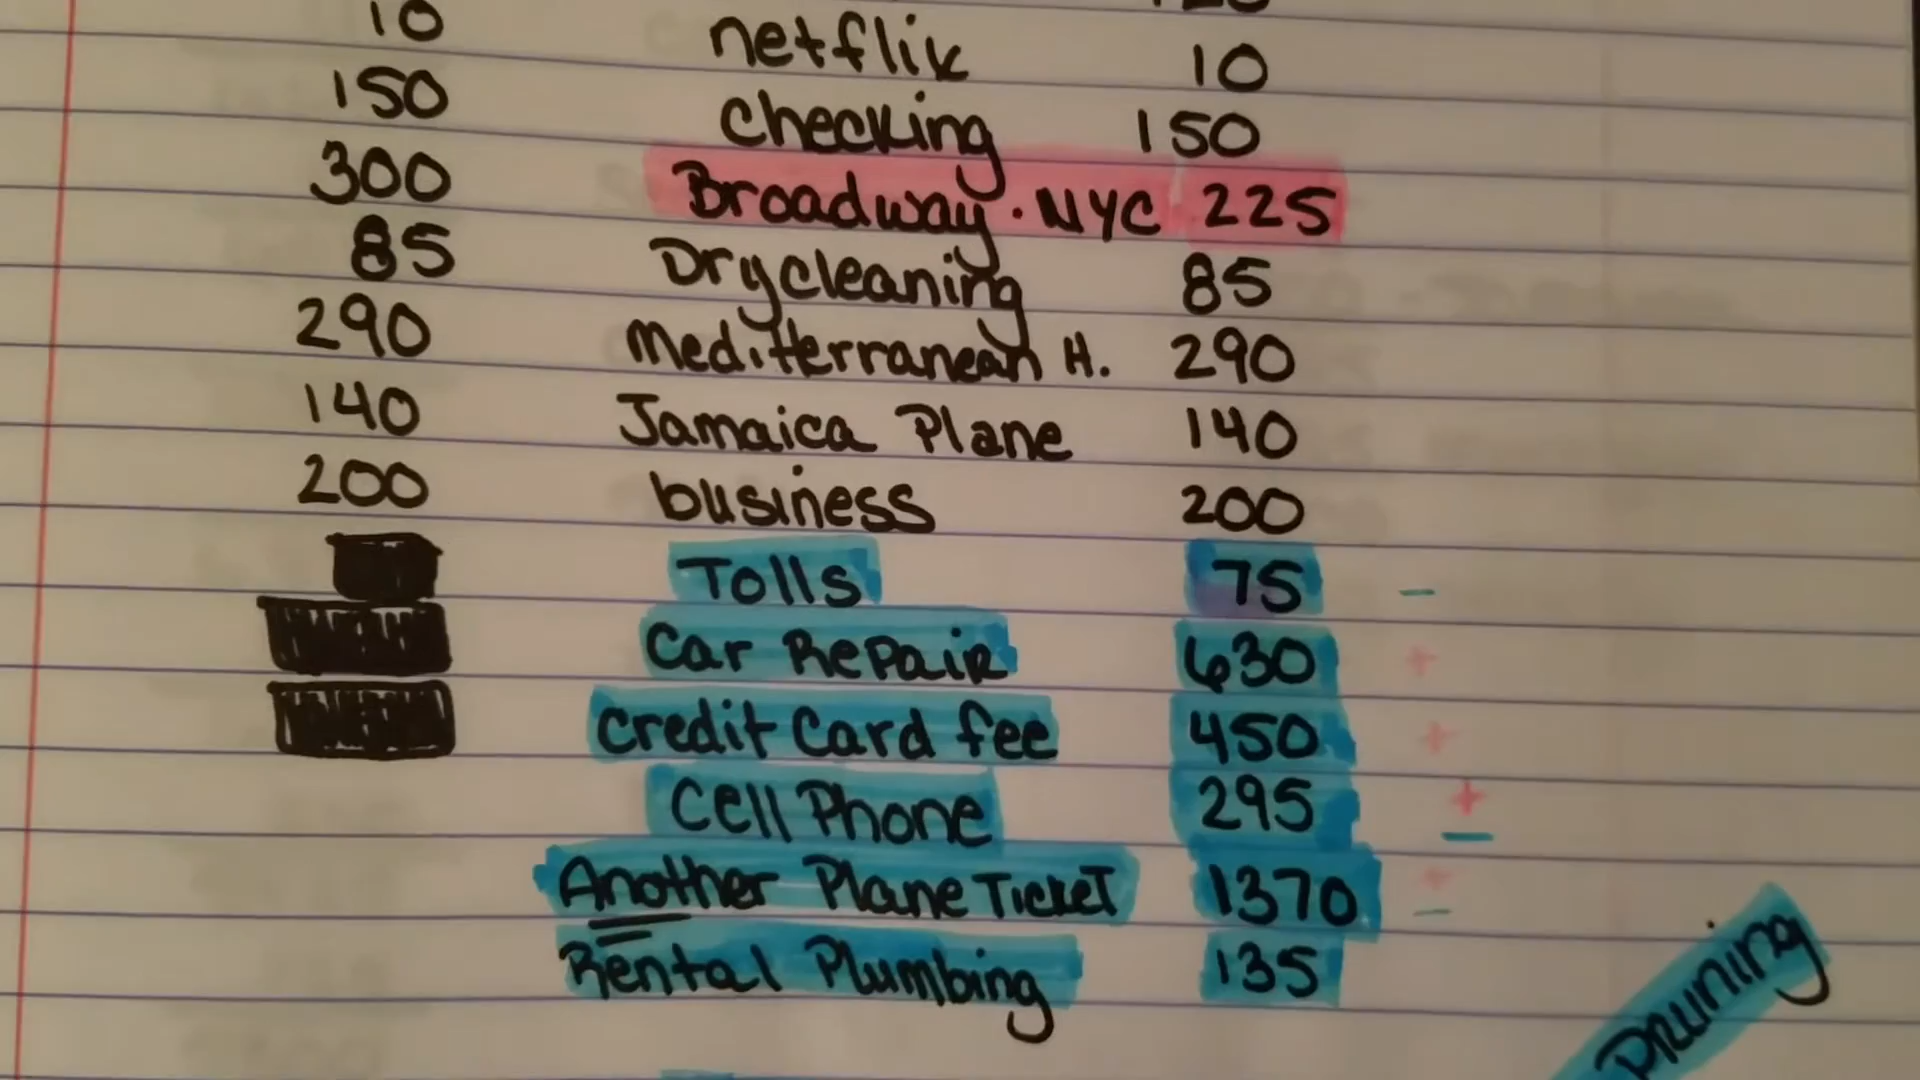 10 netflix 10
150 checking 150
300 Broadway · NYC 225
85 Drycleaning 85
290 Mediterranean H. 290
140 Jamaica Plane 140
200 business 200
Tolls 75 -
Car Repair 630 +
Credit Card fee 450 +
Cell Phone 295 + -
Another Plane Ticket 1370 + -
Rental Plumbing 135
Pruning